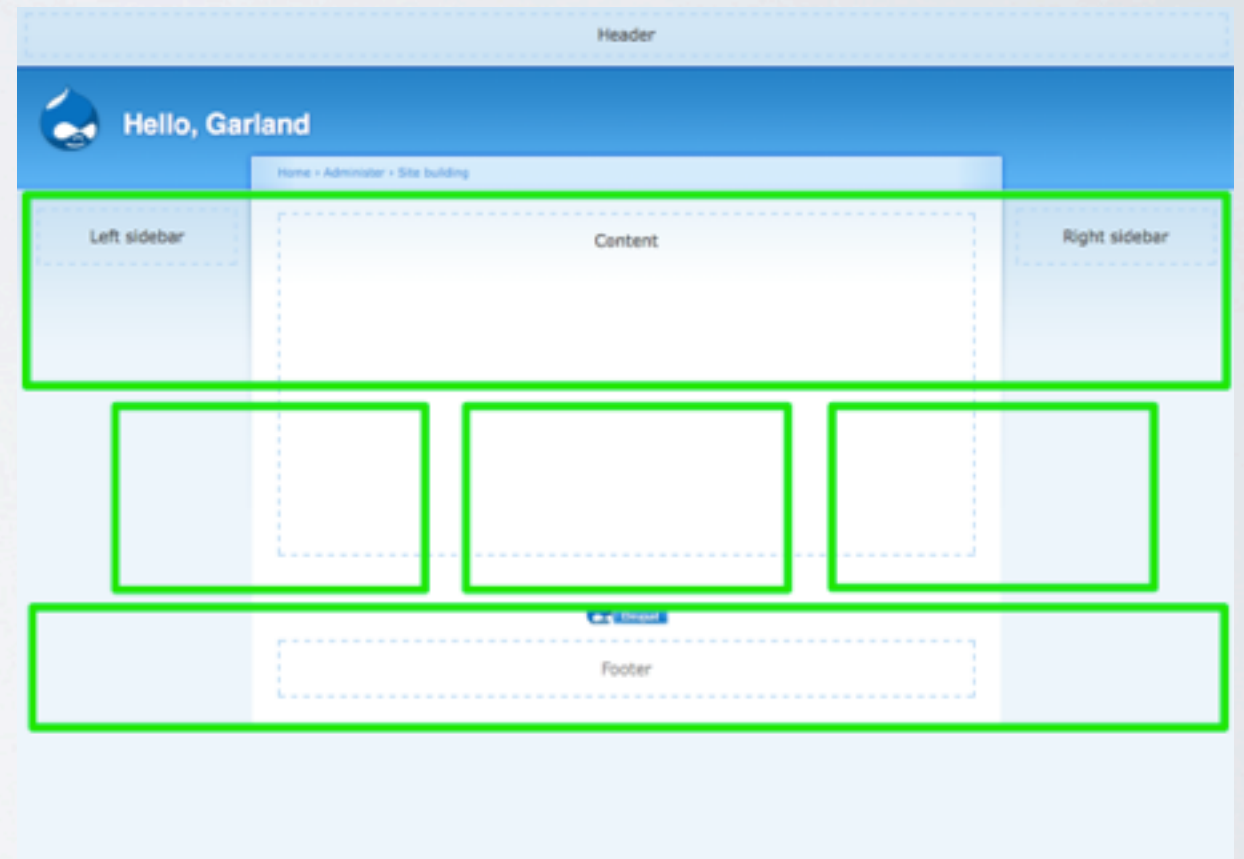 Header
Hello, Garland
Home › Administer › Site building
Left sidebar
Content
Right sidebar
Footer